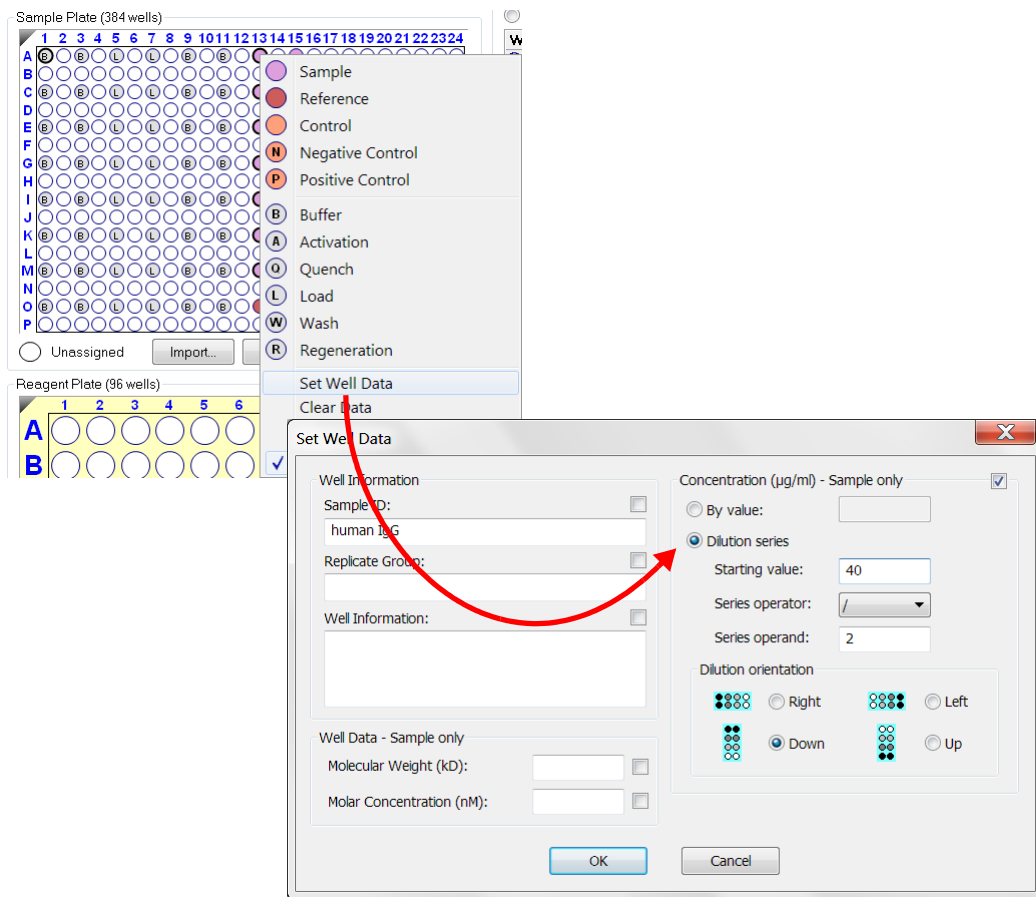 Sample Plate (384 wells)
1 2 3 4 5 6 7 8 9 10 11 12 13 14 15 16 17 18 19 20 21 22 23 24
W
A B B L L B B
B
C B B L L B B
D
E B B L L B B
F
G B B L L B B
H
I B B L L B B
J
K B B L L B B
L
M B B L L B B
N
O B B L L B B
P
Unassigned Import...
Sample
Reference
Control
N Negative Control
P Positive Control
B Buffer
A Activation
Q Quench
L Load
W Wash
R Regeneration
Set Well Data
Clear Data
Reagent Plate (96 wells)
1 2 3 4 5 6
A
B
Set Well Data
Well Information
Sample ID:
human IgG
Replicate Group:
Well Information:
Well Data - Sample only
Molecular Weight (kD):
Molar Concentration (nM):
Concentration (µg/ml) - Sample only
By value:
Dilution series
Starting value: 40
Series operator: /
Series operand: 2
Dilution orientation
Right Left
Down Up
OK Cancel